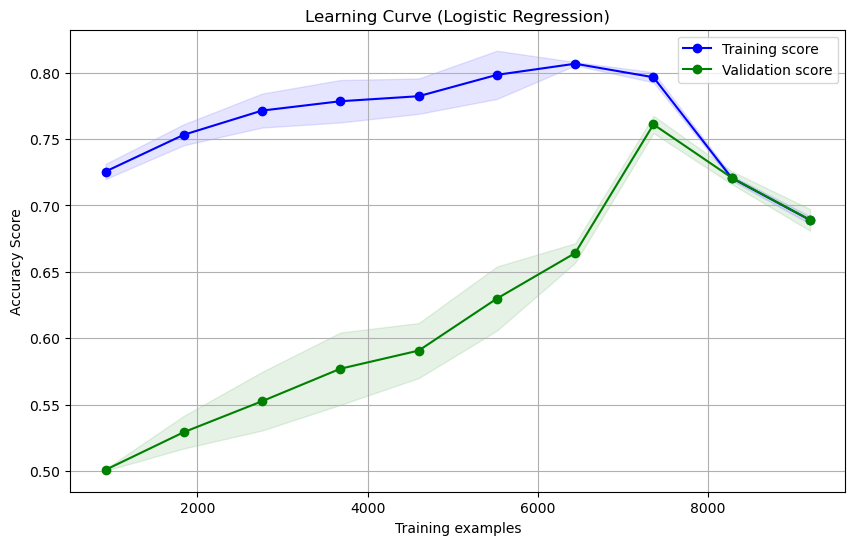 Learning Curve (Logistic Regression)
Training score
Validation score
Accuracy Score
0.80
0.75
0.70
0.65
0.60
0.55
0.50
2000
4000
6000
8000
Training examples